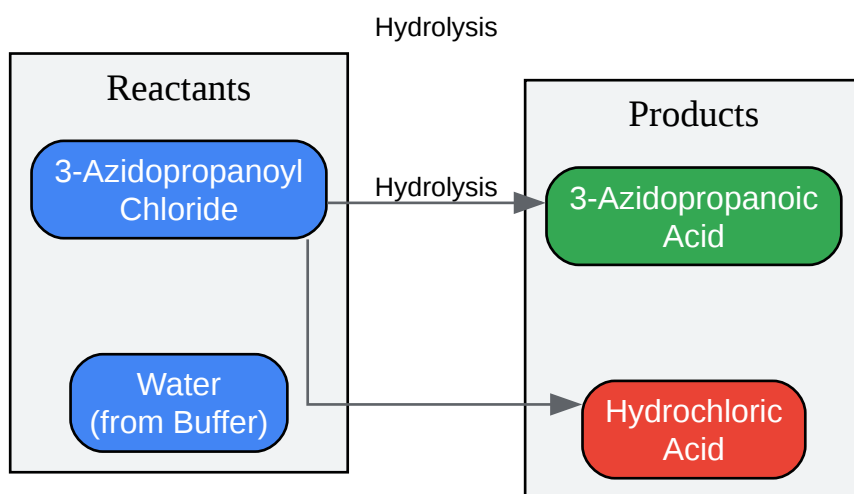 Hydrolysis
Reactants
3-Azidopropanoyl
Chloride
Water
(from Buffer)
Hydrolysis
Products
3-Azidopropanoic
Acid
Hydrochloric
Acid